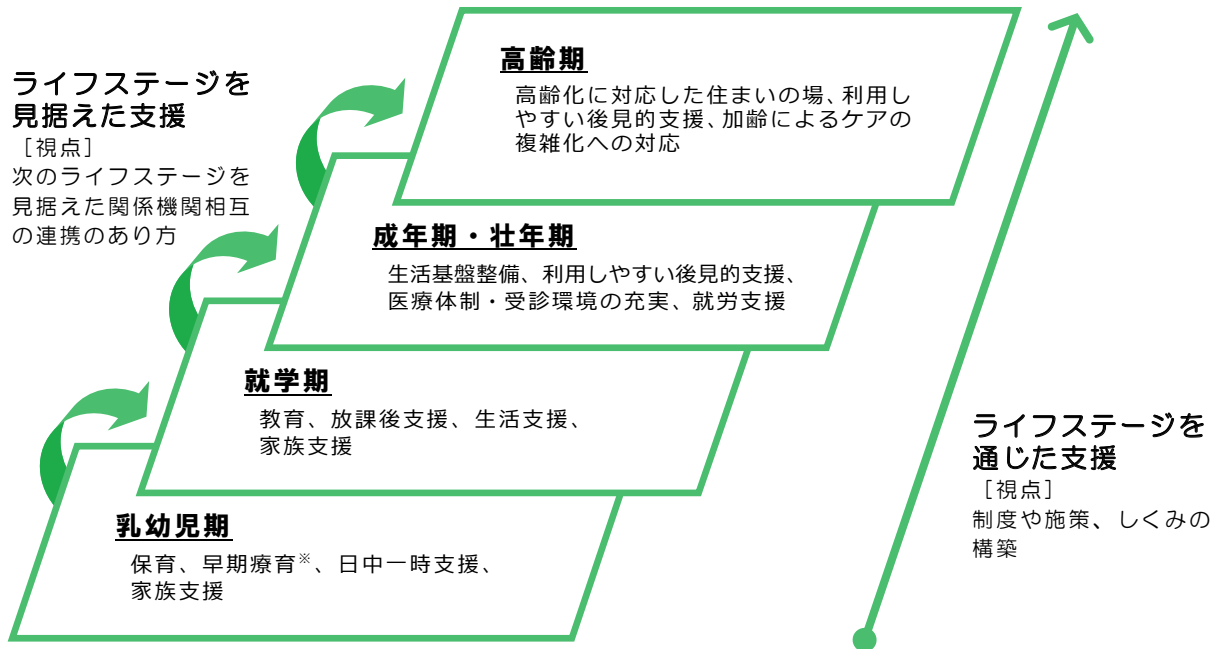 ライフステージを
見据えた支援
［視点］
次のライフステージを
見据えた関係機関相互
の連携のあり方
高齢期
高齢化に対応した住まいの場、利用し
やすい後見的支援、加齢によるケアの
複雑化への対応
成年期・壮年期
生活基盤整備、利用しやすい後見的支援、
医療体制・受診環境の充実、就労支援
就学期
教育、放課後支援、生活支援、
家族支援
乳幼児期
保育、早期療育※、日中一時支援、
家族支援
ライフステージを
通じた支援
［視点］
制度や施策、しくみの
構築